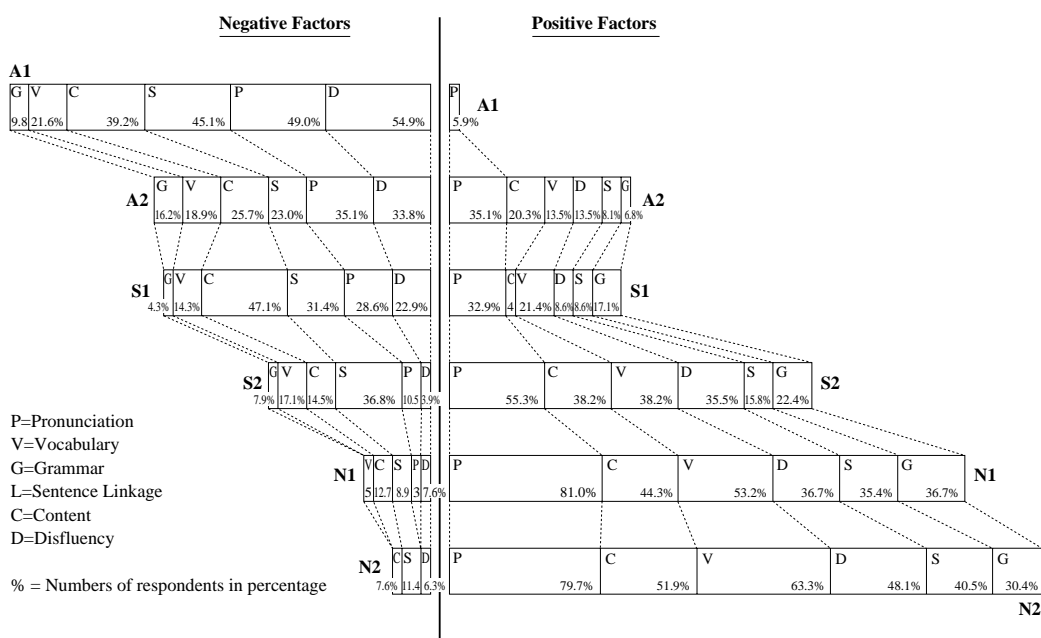 Negative Factors Positive Factors
A1
G V C S P D P A1
9.8 21.6% 39.2% 45.1% 49.0% 54.9% 5.9%
G V C S P D P C V D S G
A2 A2
16.2% 18.9% 25.7% 23.0% 35.1% 33.8% 35.1% 20.3% 13.5% 13.5% 8.1% 6.8%
G V C S P D P C V D S G
S1 S1
4.3% 14.3% 47.1% 31.4% 28.6% 22.9% 32.9% 4 21.4% 8.6% 8.6% 17.1%
G V C S P D P C V D S G
S2 S2
7.9% 17.1% 14.5% 36.8% 10.5 3.9% 55.3% 38.2% 38.2% 35.5% 15.8% 22.4%
P=Pronunciation
V=Vocabulary
G=Grammar
L=Sentence Linkage
C=Content
D=Disfluency
V C S P D P C V D S G
N1 N1
5 12.7 8.9 3 7.6% 81.0% 44.3% 53.2% 36.7% 35.4% 36.7%
C S D P C V D S G
N2
7.6% 11.4 6.3% 79.7% 51.9% 63.3% 48.1% 40.5% 30.4%
% = Numbers of respondents in percentage
N2